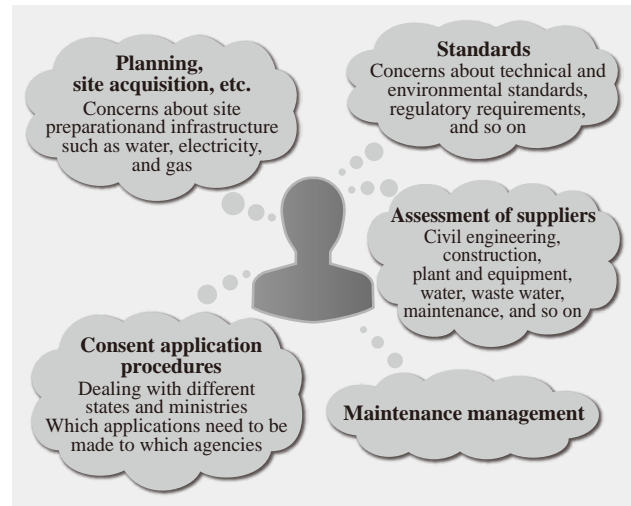 Planning,
site acquisition, etc.
Concerns about site
preparationand infrastructure
such as water, electricity,
and gas
Standards
Concerns about technical and
environmental standards,
regulatory requirements,
and so on
Assessment of suppliers
Civil engineering,
construction,
plant and equipment,
water, waste water,
maintenance, and so on
Consent application
procedures
Dealing with different
states and ministries
Which applications need to be
made to which agencies
Maintenance management